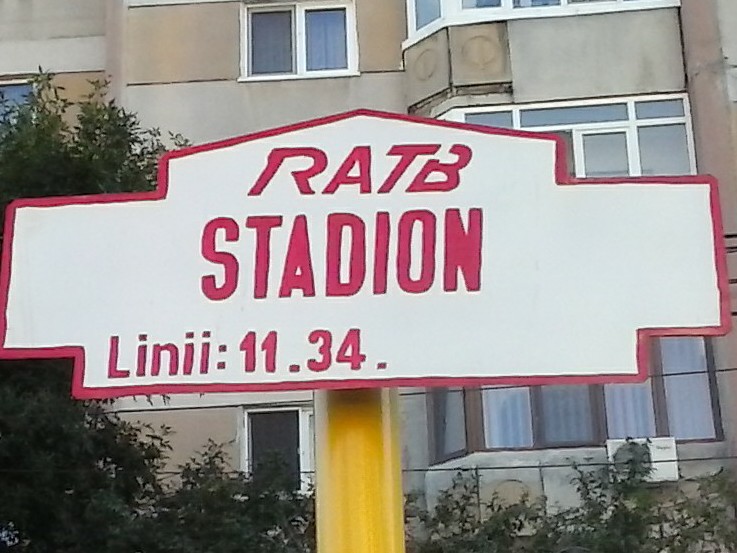 RATB
STADION
Linii: 11.34.